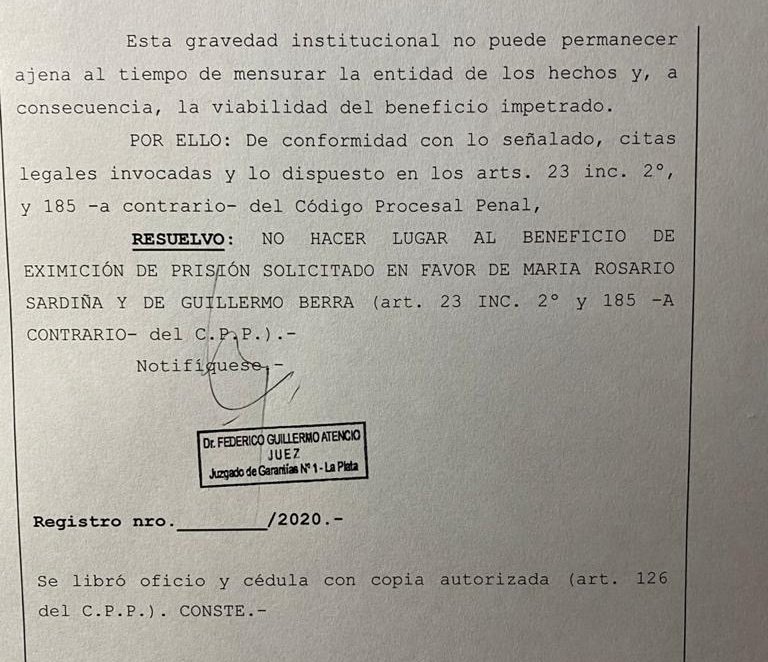 Esta gravedad institucional no puede permanecer
ajena al tiempo de mensurar la entidad de los hechos y, a
consecuencia, la viabilidad del beneficio impetrado.
POR ELLO: De conformidad con lo señalado, citas
legales invocadas y lo dispuesto en los arts. 23 inc. 2°,
y 185 -a contrario- del Código Procesal Penal,
RESUELVO: NO HACER LUGAR AL BENEFICIO DE
EXIMICIÓN DE PRISIÓN SOLICITADO EN FAVOR DE MARIA ROSARIO
SARDIÑA Y DE GUILLERMO BERRA (art. 23 INC. 2° y 185 -A
CONTRARIO- del C.P.P.).-
Notifíquese.-
Dr. FEDERICO GUILLERMO ATENCIO
JUEZ
Juzgado de Garantías Nº 1 - La Plata
Registro nro.________/2020.-
Se libró oficio y cédula con copia autorizada (art. 126
del C.P.P.). CONSTE.-